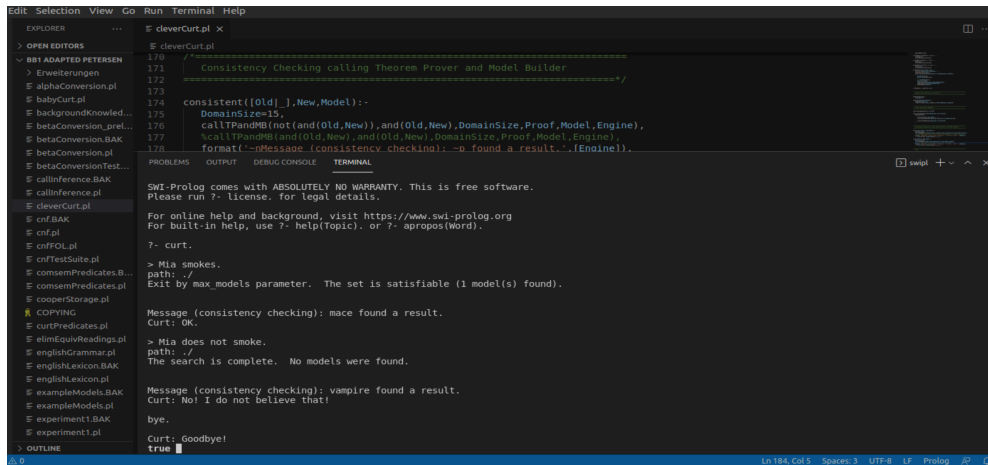 Edit Selection View Go Run Terminal Help
EXPLORER ···
OPEN EDITORS
BB1 ADAPTED PETERSEN
Erweiterungen
alphaConversion.pl
babyCurt.pl
backgroundKnowled...
betaConversion_prel...
betaConversion.BAK
betaConversion.pl
betaConversionTest...
callInference.BAK
callInference.pl
cleverCurt.pl
cnf.BAK
cnf.pl
cnfFOL.pl
cnfTestSuite.pl
comsemPredicates.B...
comsemPredicates.pl
cooperStorage.pl
COPYING
curtPredicates.pl
elimEquivReadings.pl
englishGrammar.pl
englishLexicon.BAK
englishLexicon.pl
exampleModels.BAK
exampleModels.pl
experiment1.BAK
experiment1.pl
OUTLINE
cleverCurt.pl ×
cleverCurt.pl
170 /*========================================================================
171 Consistency Checking calling Theorem Prover and Model Builder
172 ========================================================================*/
173
174 consistent([Old|_],New,Model):-
175 DomainSize=15,
176 callTPandMB(not(and(Old,New)),and(Old,New),DomainSize,Proof,Model,Engine),
177 %callTPandMB(and(Old,New),and(Old,New),DomainSize,Proof,Model,Engine),
178 format('~nMessage (consistency checking): ~p found a result.',[Engine]),
PROBLEMS OUTPUT DEBUG CONSOLE TERMINAL
swipl
SWI-Prolog comes with ABSOLUTELY NO WARRANTY. This is free software.
Please run ?- license. for legal details.
For online help and background, visit https://www.swi-prolog.org
For built-in help, use ?- help(Topic). or ?- apropos(Word).
?- curt.
> Mia smokes.
path: ./
Exit by max_models parameter. The set is satisfiable (1 model(s) found).
Message (consistency checking): mace found a result.
Curt: OK.
> Mia does not smoke.
path: ./
The search is complete. No models were found.
Message (consistency checking): vampire found a result.
Curt: No! I do not believe that!
bye.
Curt: Goodbye!
true
0
Ln 184, Col 5 Spaces: 3 UTF-8 LF Prolog